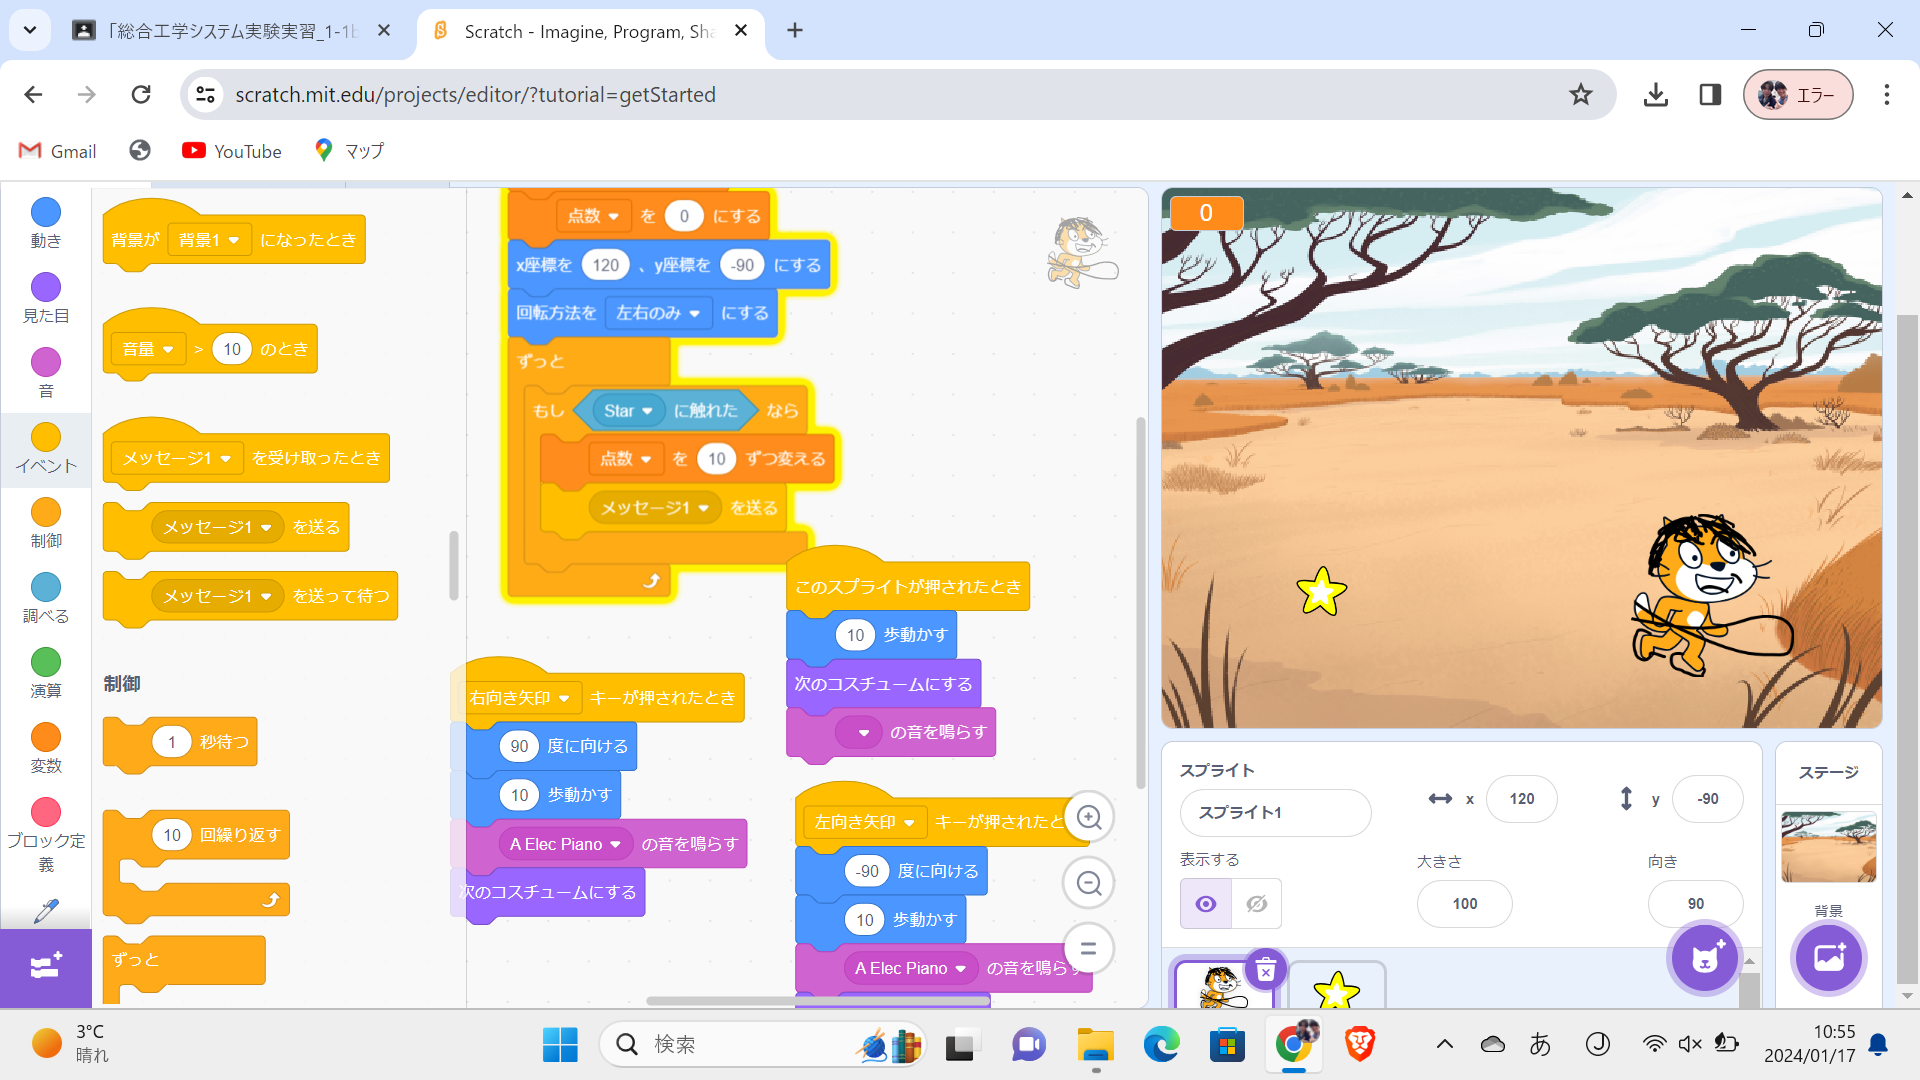 「総合工学システム実験実習_1-1b
Scratch - Imagine, Program, Sha
scratch.mit.edu/projects/editor/?tutorial=getStarted
エラー
Gmail
YouTube
マップ
動き
見た目
音
イベント
制御
調べる
演算
変数
ブロック定義
背景が 背景1 になったとき
音量 > 10 のとき
メッセージ1 を受け取ったとき
メッセージ1 を送る
メッセージ1 を送って待つ
制御
1 秒待つ
10 回繰り返す
ずっと
点数 を 0 にする
x座標を 120 、y座標を -90 にする
回転方法を 左右のみ にする
ずっと
もし Star に触れた なら
点数 を 10 ずつ変える
メッセージ1 を送る
このスプライトが押されたとき
10 歩動かす
次のコスチュームにする
の音を鳴らす
右向き矢印 キーが押されたとき
90 度に向ける
10 歩動かす
A Elec Piano の音を鳴らす
次のコスチュームにする
左向き矢印 キーが押されたと
-90 度に向ける
10 歩動かす
A Elec Piano の音を鳴らす
0
スプライト
スプライト1
x 120
y -90
表示する
大きさ
100
向き
90
ステージ
背景
3°C
晴れ
検索
あ
10:55
2024/01/17